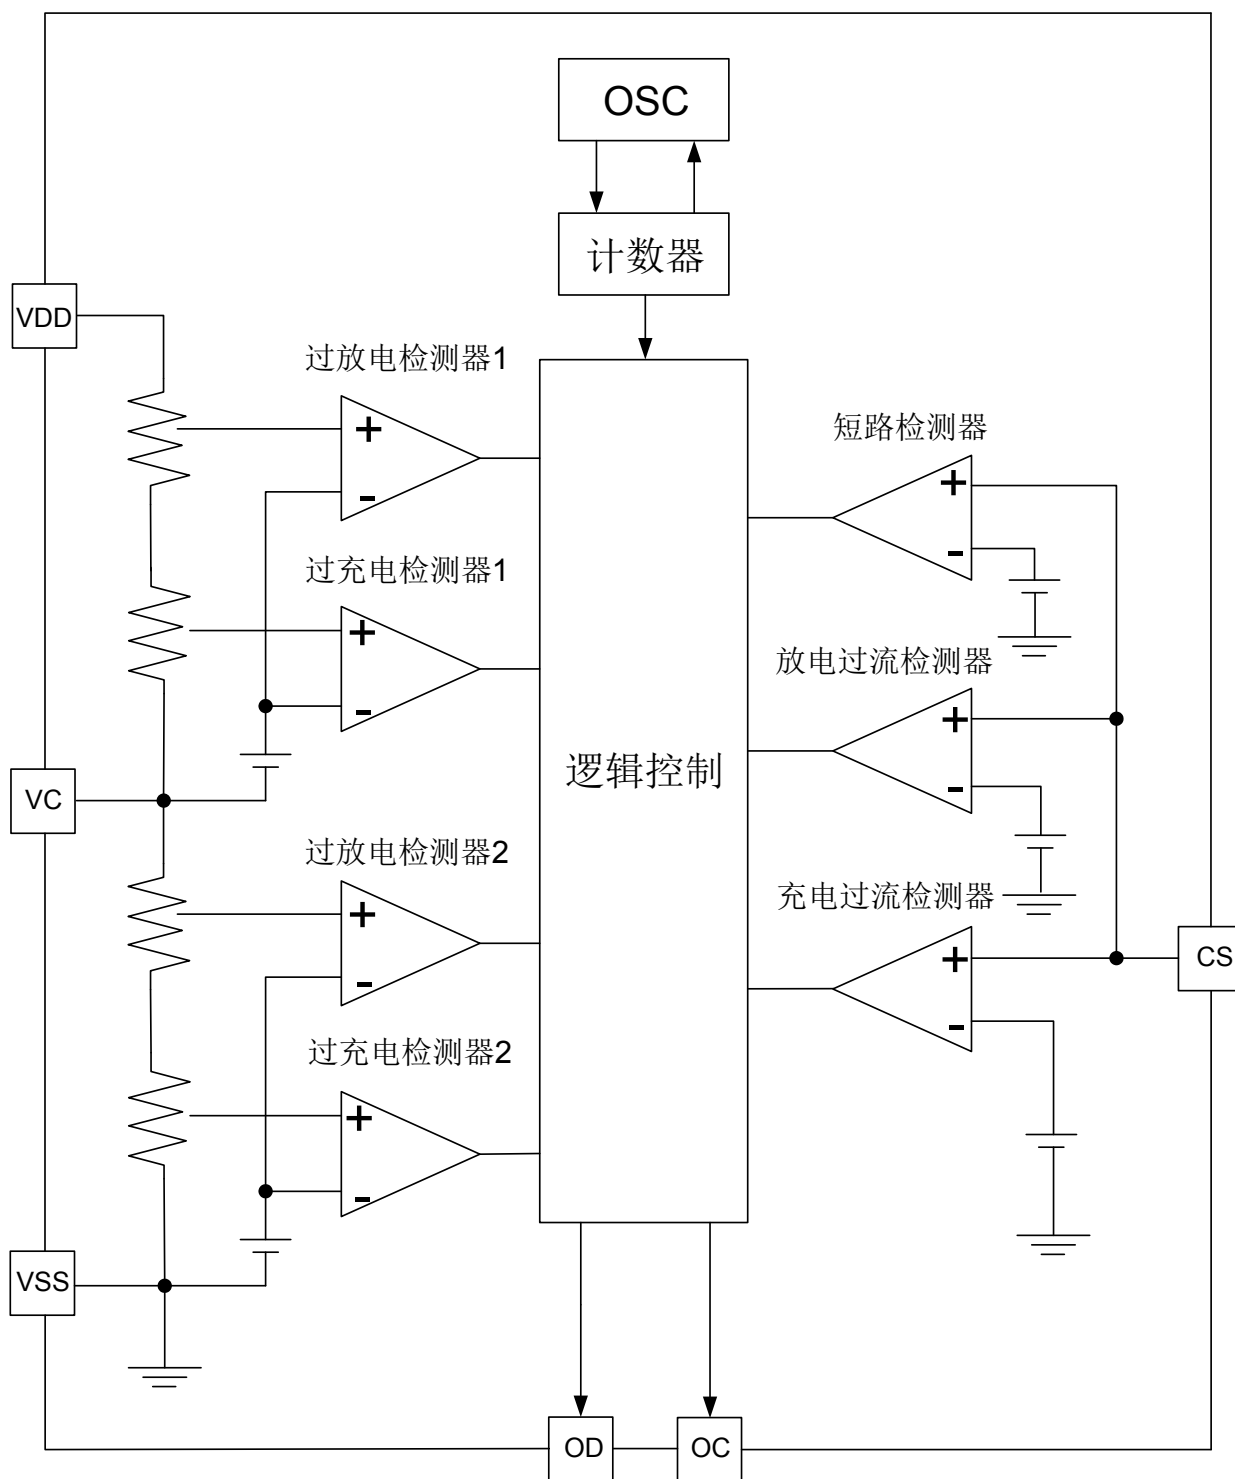 OSC
计数器
VDD
过放电检测器1
+
-
短路检测器
+
-
过充电检测器1
+
-
放电过流检测器
+
-
逻辑控制
VC
过放电检测器2
+
-
充电过流检测器
+
-
CS
过充电检测器2
+
-
VSS
OD
OC